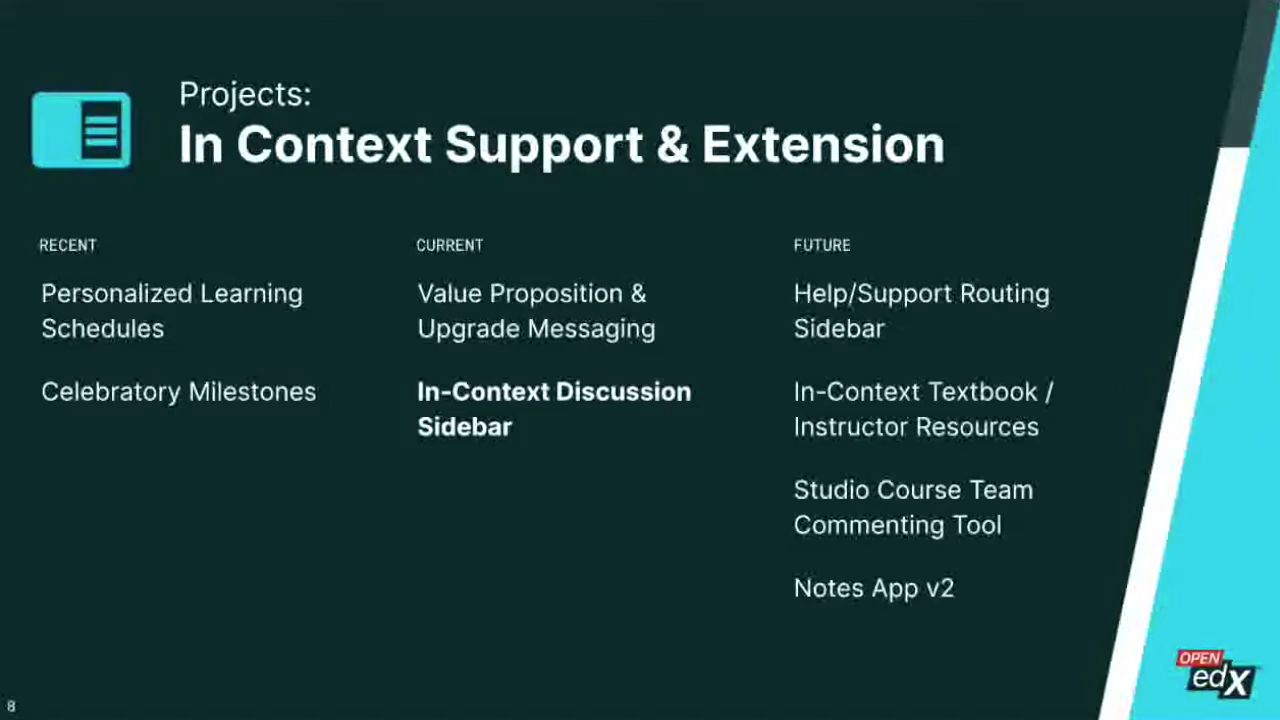 Projects:
In Context Support & Extension
RECENT
Personalized Learning
Schedules
Celebratory Milestones
CURRENT
Value Proposition &
Upgrade Messaging
In-Context Discussion
Sidebar
FUTURE
Help/Support Routing
Sidebar
In-Context Textbook /
Instructor Resources
Studio Course Team
Commenting Tool
Notes App v2
8
OPEN
edX